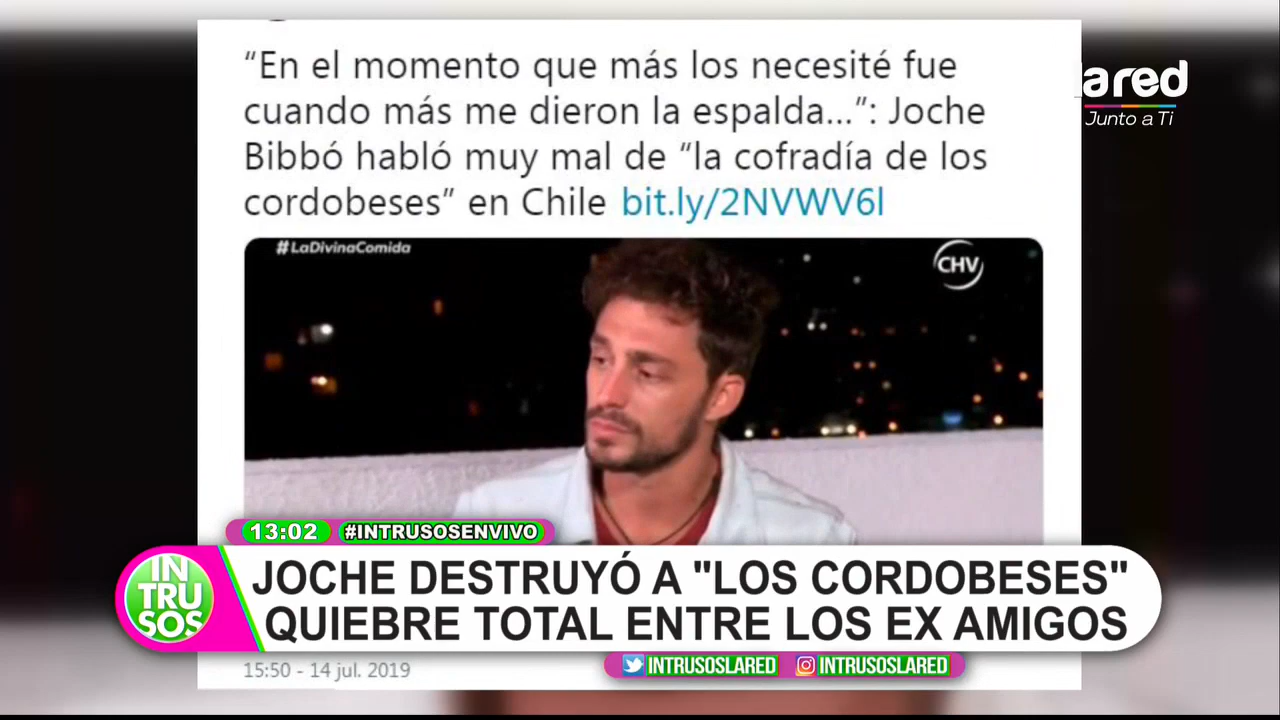 “En el momento que más los necesité fue
cuando más me dieron la espalda...”: Joche
Bibbó habló muy mal de “la cofradía de los
cordobeses” en Chile bit.ly/2NVWV6l
lared
Junto a Ti
#LaDivinaComida
CHV
13:02 #INTRUSOSENVIVO
IN
TRU
SOS
JOCHE DESTRUYÓ A "LOS CORDOBESES"
QUIEBRE TOTAL ENTRE LOS EX AMIGOS
15:50 - 14 jul. 2019
INTRUSOSLARED INTRUSOSLARED